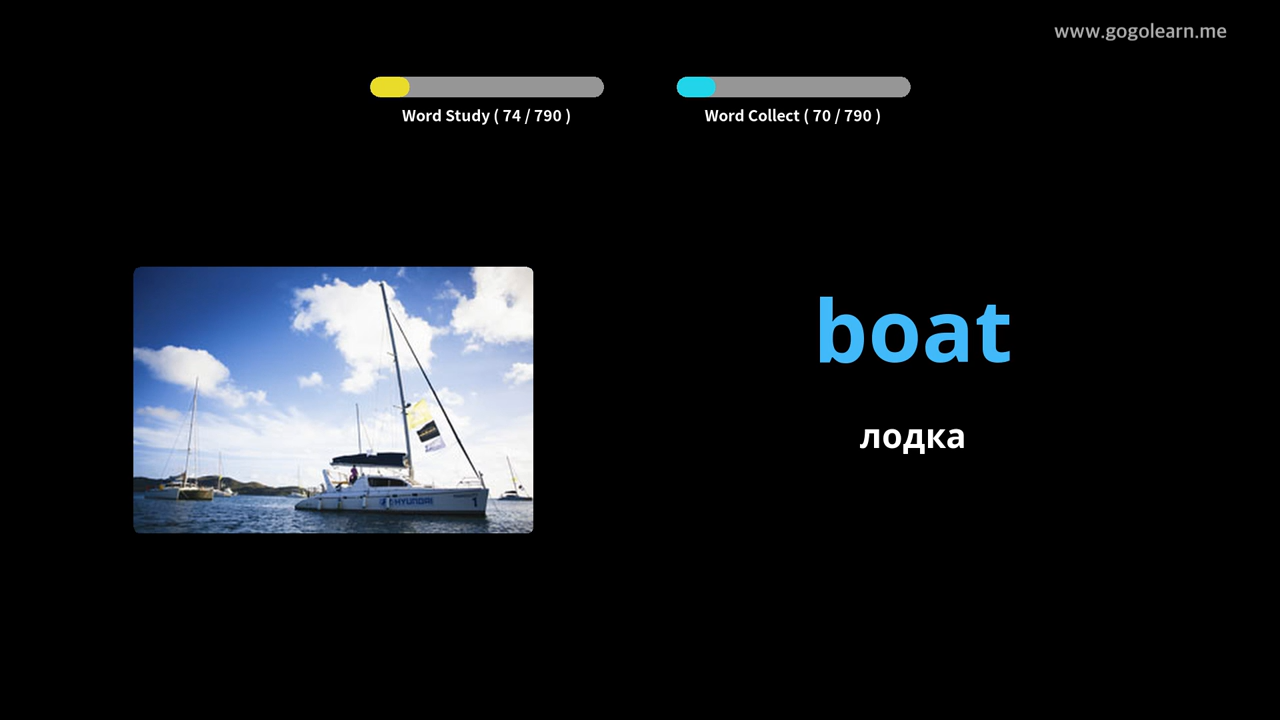 www.gogolearn.me
Word Study ( 74 / 790 )
Word Collect ( 70 / 790 )
boat
лодка
HYUNDAI
1